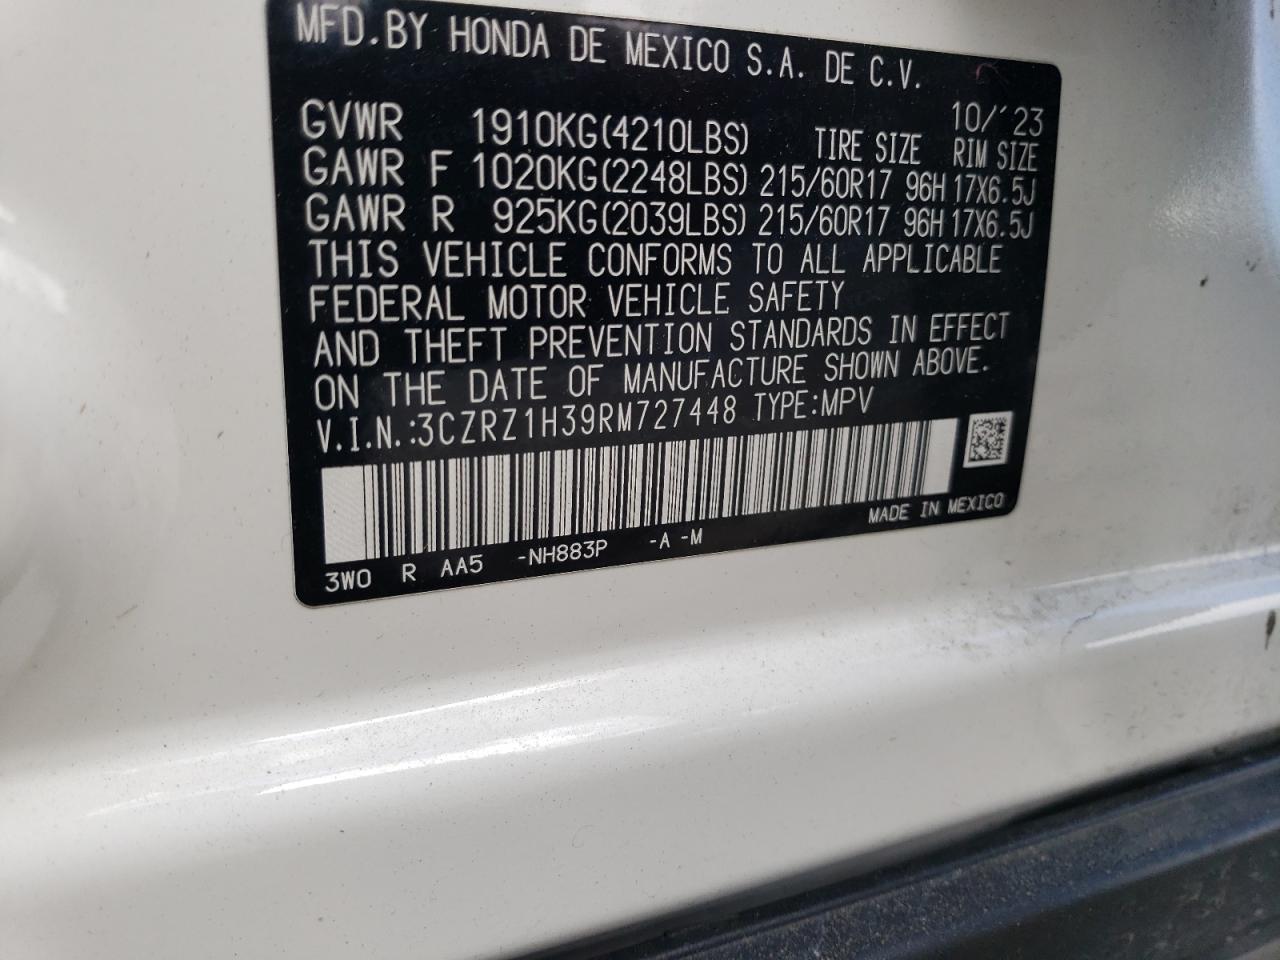 MFD.BY HONDA DE MEXICO S.A. DE C.V.
10/'23
GVWR 1910KG(4210LBS) TIRE SIZE RIM SIZE
GAWR F 1020KG(2248LBS) 215/60R17 96H 17X6.5J
GAWR R 925KG(2039LBS) 215/60R17 96H 17X6.5J
THIS VEHICLE CONFORMS TO ALL APPLICABLE
FEDERAL MOTOR VEHICLE SAFETY
AND THEFT PREVENTION STANDARDS IN EFFECT
ON THE DATE OF MANUFACTURE SHOWN ABOVE.
V.I.N.:3CZRZ1H39RM727448 TYPE:MPV
MADE IN MEXICO
3W0 R AA5 -NH883P -A -M